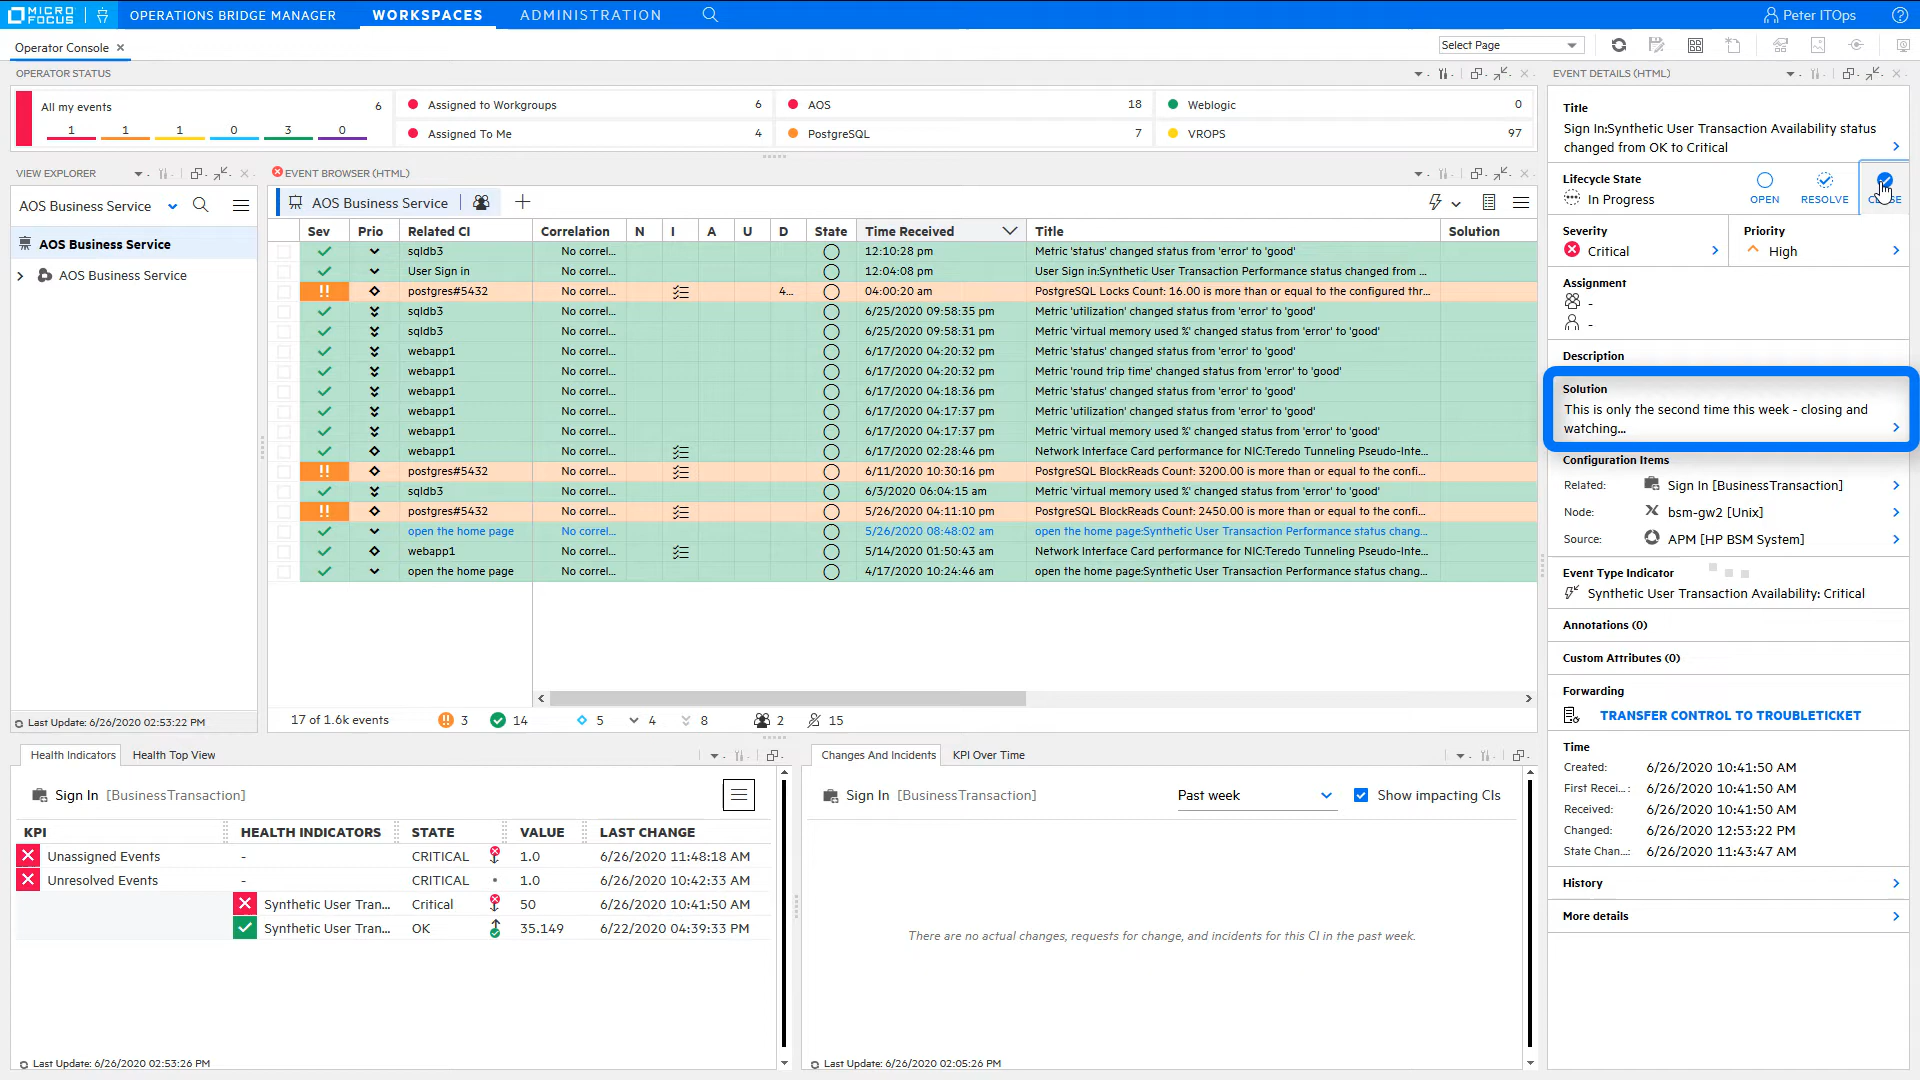 MICRO FOCUS
OPERATIONS BRIDGE MANAGER
WORKSPACES
ADMINISTRATION
Peter ITOps
Operator Console
Select Page
OPERATOR STATUS
All my events 6
1 1 1 0 3 0
Assigned to Workgroups 6
AOS 18
Weblogic 0
Assigned To Me 4
PostgreSQL 7
VROPS 97
VIEW EXPLORER
AOS Business Service
AOS Business Service
AOS Business Service
Last Update: 6/26/2020 02:53:22 PM
EVENT BROWSER (HTML)
AOS Business Service
Sev Prio Related CI Correlation N I A U D State Time Received Title Solution
sqldb3 No correl... 12:10:28 pm Metric 'status' changed status from 'error' to 'good'
User Sign in No correl... 12:04:08 pm User Sign in:Synthetic User Transaction Performance status changed from ...
!! postgres#5432 No correl... 4... 04:00:20 am PostgreSQL Locks Count: 16.00 is more than or equal to the configured thr...
sqldb3 No correl... 6/25/2020 09:58:35 pm Metric 'utilization' changed status from 'error' to 'good'
sqldb3 No correl... 6/25/2020 09:58:31 pm Metric 'virtual memory used %' changed status from 'error' to 'good'
webapp1 No correl... 6/17/2020 04:20:32 pm Metric 'status' changed status from 'error' to 'good'
webapp1 No correl... 6/17/2020 04:20:32 pm Metric 'round trip time' changed status from 'error' to 'good'
webapp1 No correl... 6/17/2020 04:18:36 pm Metric 'status' changed status from 'error' to 'good'
webapp1 No correl... 6/17/2020 04:17:37 pm Metric 'utilization' changed status from 'error' to 'good'
webapp1 No correl... 6/17/2020 04:17:37 pm Metric 'virtual memory used %' changed status from 'error' to 'good'
webapp1 No correl... 6/17/2020 02:28:46 pm Network Interface Card performance for NIC:Teredo Tunneling Pseudo-Inte...
!! postgres#5432 No correl... 6/11/2020 10:30:16 pm PostgreSQL BlockReads Count: 3200.00 is more than or equal to the confi...
sqldb3 No correl... 6/3/2020 06:04:15 am Metric 'virtual memory used %' changed status from 'error' to 'good'
!! postgres#5432 No correl... 5/26/2020 04:11:10 pm PostgreSQL BlockReads Count: 2450.00 is more than or equal to the confi...
open the home page No correl... 5/26/2020 08:48:02 am open the home page:Synthetic User Transaction Performance status chang...
webapp1 No correl... 5/14/2020 01:50:43 am Network Interface Card performance for NIC:Teredo Tunneling Pseudo-Inte...
open the home page No correl... 4/17/2020 10:24:46 am open the home page:Synthetic User Transaction Performance status chang...
17 of 1.6k events !! 3 14 5 4 8 2 15
Health Indicators Health Top View
Sign In [BusinessTransaction]
KPI HEALTH INDICATORS STATE VALUE LAST CHANGE
Unassigned Events - CRITICAL 1.0 6/26/2020 11:48:18 AM
Unresolved Events - CRITICAL 1.0 6/26/2020 10:42:33 AM
Synthetic User Tran... Critical 50 6/26/2020 10:41:50 AM
Synthetic User Tran... OK 35.149 6/22/2020 04:39:33 PM
Last Update: 6/26/2020 02:53:26 PM
Changes And Incidents KPI Over Time
Sign In [BusinessTransaction] Past week Show impacting CIs
There are no actual changes, requests for change, and incidents for this CI in the past week.
Last Update: 6/26/2020 02:05:26 PM
EVENT DETAILS (HTML)
Title
Sign In:Synthetic User Transaction Availability status
changed from OK to Critical
Lifecycle State
In Progress
OPEN RESOLVE CLOSE
Severity Priority
Critical High
Assignment
-
-
Description
Solution
This is only the second time this week - closing and
watching...
Configuration Items
Related: Sign In [BusinessTransaction]
Node: bsm-gw2 [Unix]
Source: APM [HP BSM System]
Event Type Indicator
Synthetic User Transaction Availability: Critical
Annotations (0)
Custom Attributes (0)
Forwarding
TRANSFER CONTROL TO TROUBLETICKET
Time
Created: 6/26/2020 10:41:50 AM
First Recei...: 6/26/2020 10:41:50 AM
Received: 6/26/2020 10:41:50 AM
Changed: 6/26/2020 12:53:22 PM
State Chan...: 6/26/2020 11:43:47 AM
History
More details